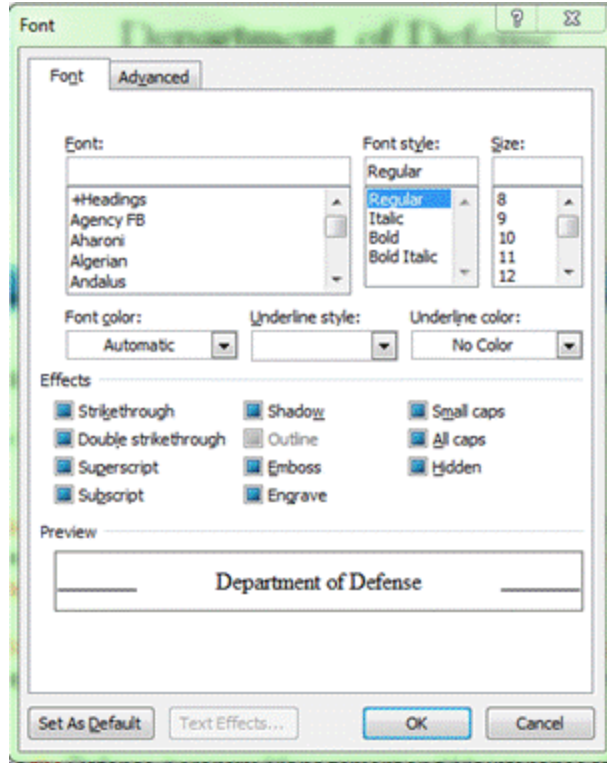 Font
Department of Defense
Font Advanced
Font: Font style: Size:
Regular
+Headings Regular 8
Agency FB Italic 9
Aharoni Bold 10
Algerian Bold Italic 11
Andalus 12
Font color: Underline style: Underline color:
Automatic No Color
Effects
Strikethrough Shadow Small caps
Double strikethrough Outline All caps
Superscript Emboss Hidden
Subscript Engrave
Preview
Department of Defense
Set As Default Text Effects... OK Cancel